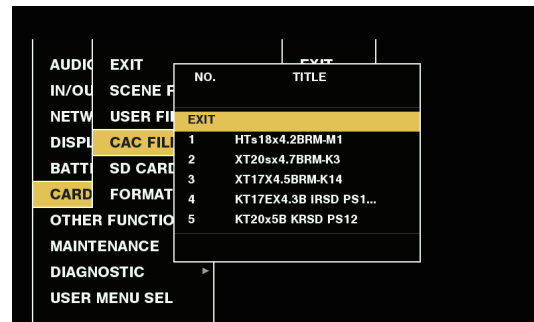 AUDIO
IN/OU
NETW
DISPL
BATT
CARD
OTHER FUNCTIO
MAINTENANCE
DIAGNOSTIC
USER MENU SEL
EXIT
SCENE F
USER FIL
CAC FILE
SD CARD
FORMAT
EXIT
NO. TITLE
EXIT
1 HTs18x4.2BRM-M1
2 XT20sx4.7BRM-K3
3 XT17X4.5BRM-K14
4 KT17EX4.3B IRSD PS1...
5 KT20x5B KRSD PS12